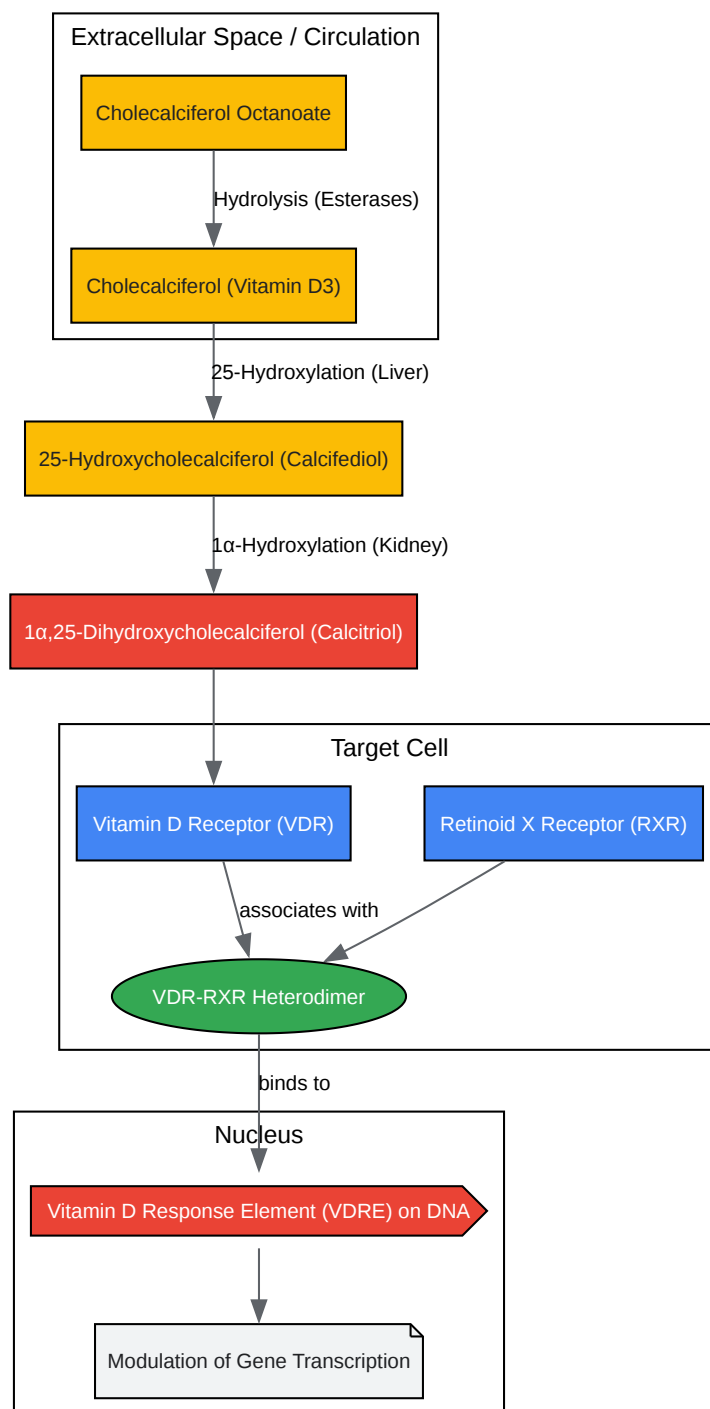 Extracellular Space / Circulation
Cholecalciferol Octanoate
Hydrolysis (Esterases)
Cholecalciferol (Vitamin D3)
25-Hydroxylation (Liver)
25-Hydroxycholecalciferol (Calcifediol)
1α-Hydroxylation (Kidney)
1α,25-Dihydroxycholecalciferol (Calcitriol)
Target Cell
Vitamin D Receptor (VDR)
Retinoid X Receptor (RXR)
associates with
VDR-RXR Heterodimer
binds to
Nucleus
Vitamin D Response Element (VDRE) on DNA
Modulation of Gene Transcription